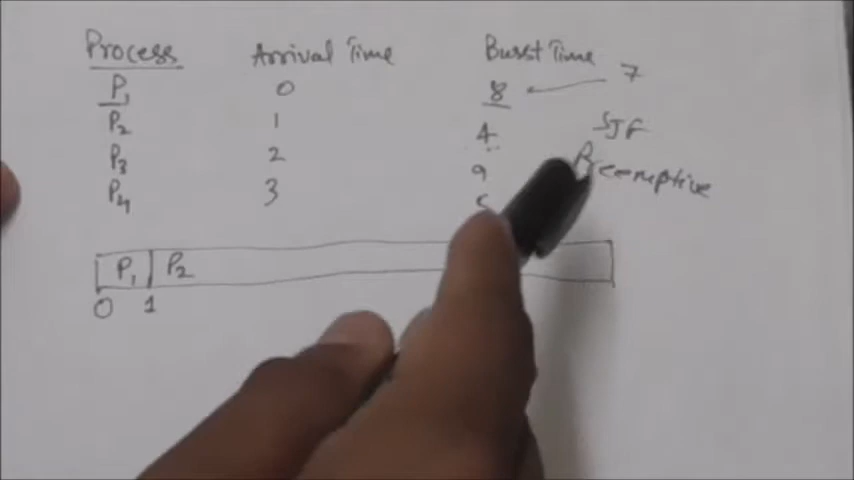 Process Arrival Time Burst Time
P1 0 8 7
P2 1 4 SJF
P3 2 9 Preemptive
P4 3
P1 P2
0 1